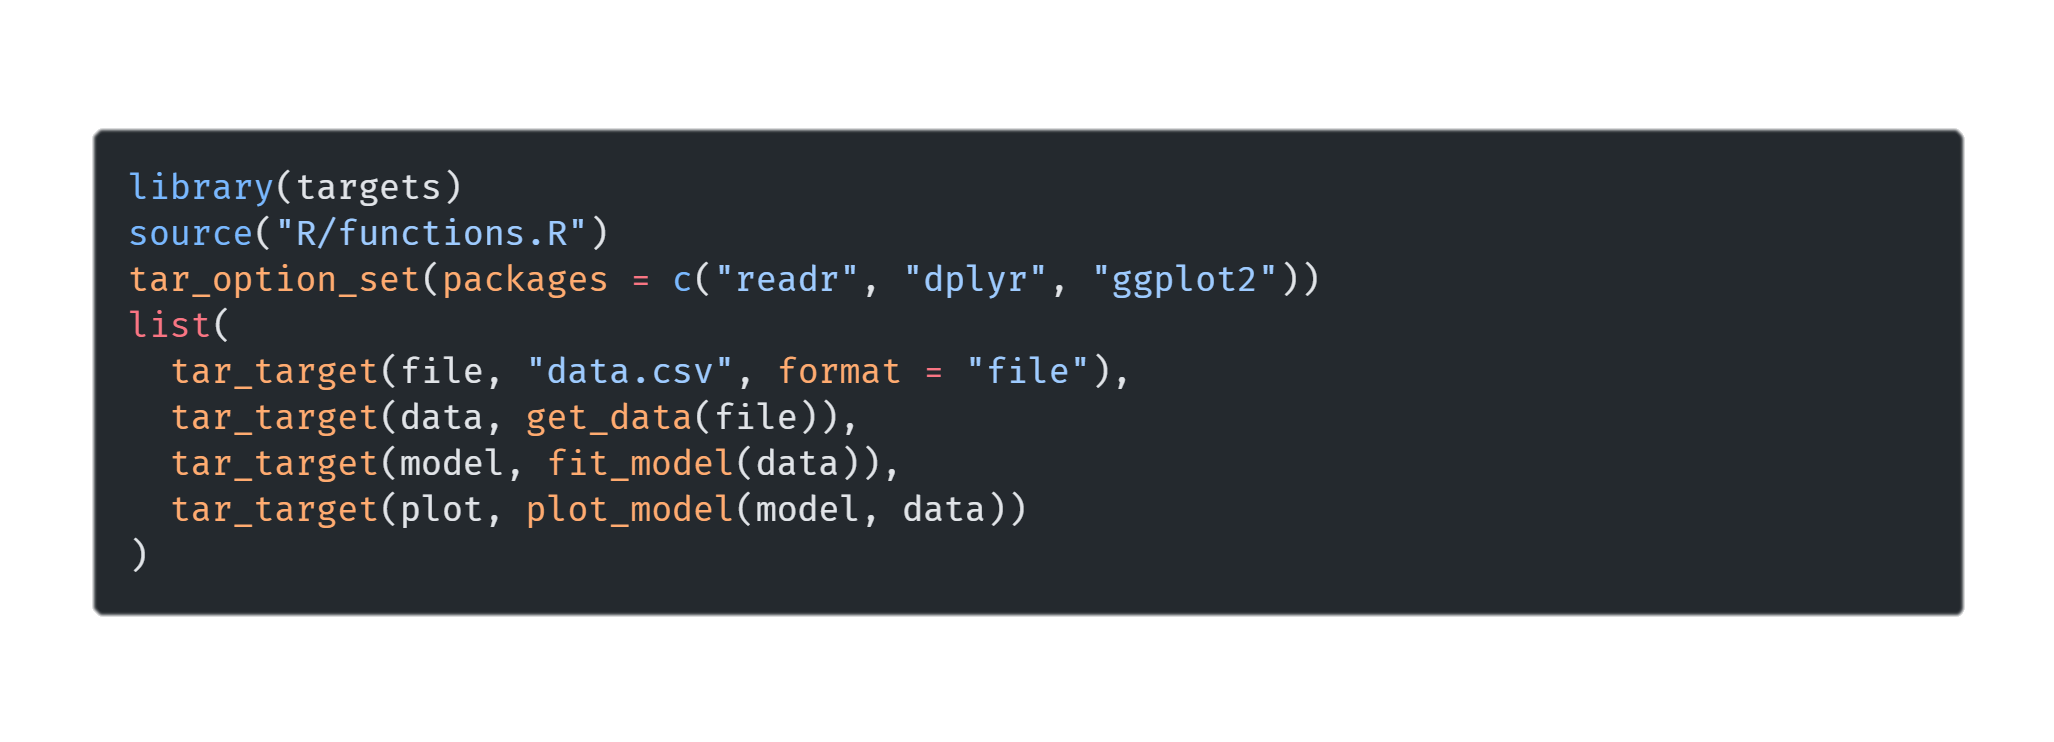 library(targets)
source("R/functions.R")
tar_option_set(packages = c("readr", "dplyr", "ggplot2"))
list(
  tar_target(file, "data.csv", format = "file"),
  tar_target(data, get_data(file)),
  tar_target(model, fit_model(data)),
  tar_target(plot, plot_model(model, data))
)